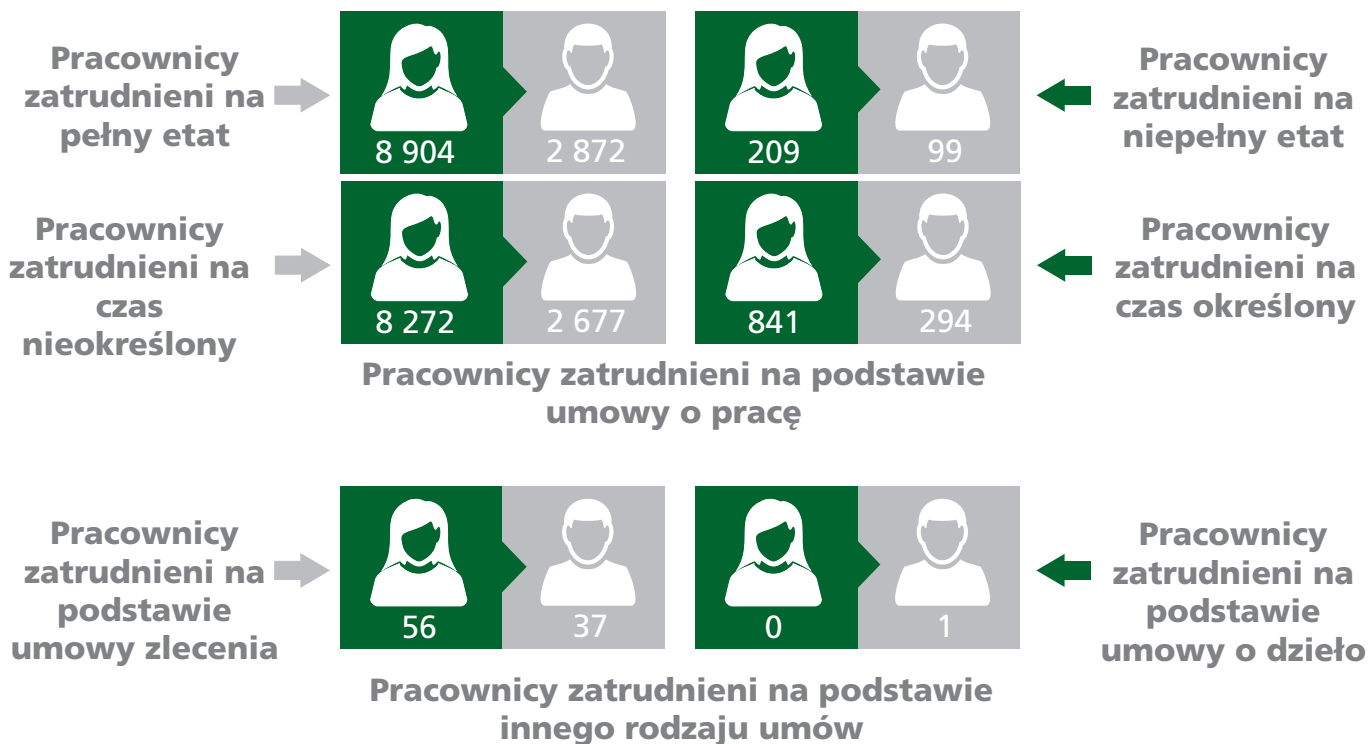 Pracownicy
zatrudnieni na
pełny etat
8 904
2 872
209
99
Pracownicy
zatrudnieni na
niepełny etat
Pracownicy
zatrudnieni na
czas
nieokreślony
8 272
2 677
841
294
Pracownicy
zatrudnieni na
czas określony
Pracownicy zatrudnieni na podstawie
umowy o pracę
Pracownicy
zatrudnieni na
podstawie
umowy zlecenia
56
37
0
1
Pracownicy
zatrudnieni na
podstawie
umowy o dzieło
Pracownicy zatrudnieni na podstawie
innego rodzaju umów